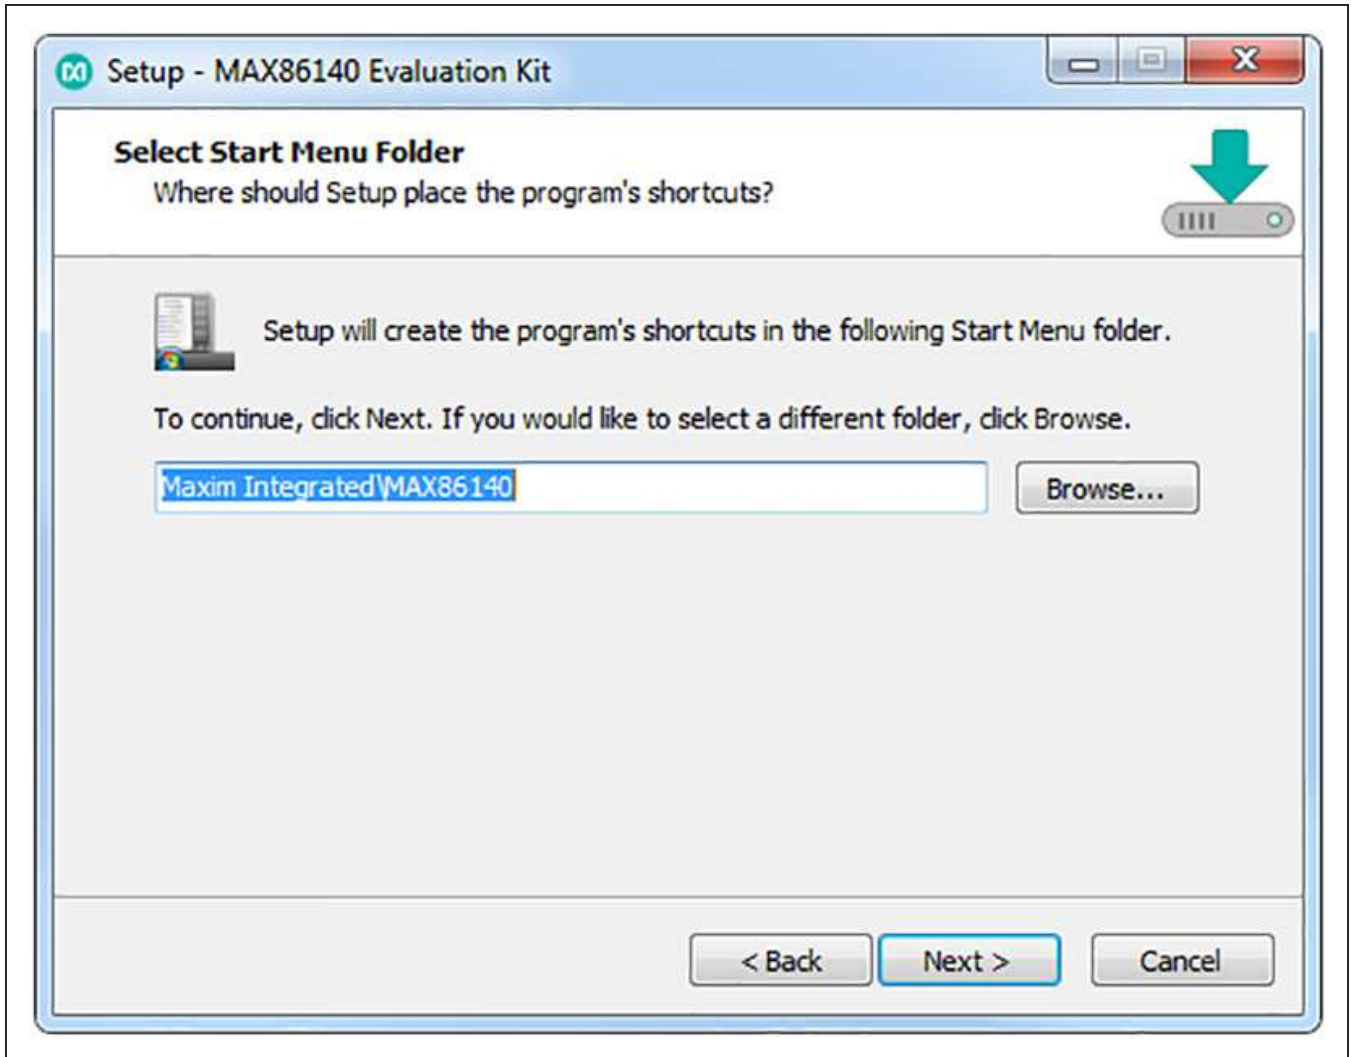 Setup - MAX86140 Evaluation Kit
Select Start Menu Folder
Where should Setup place the program's shortcuts?
Setup will create the program's shortcuts in the following Start Menu folder.
To continue, click Next. If you would like to select a different folder, click Browse.
Maxim Integrated\MAX86140
Browse...
< Back
Next >
Cancel